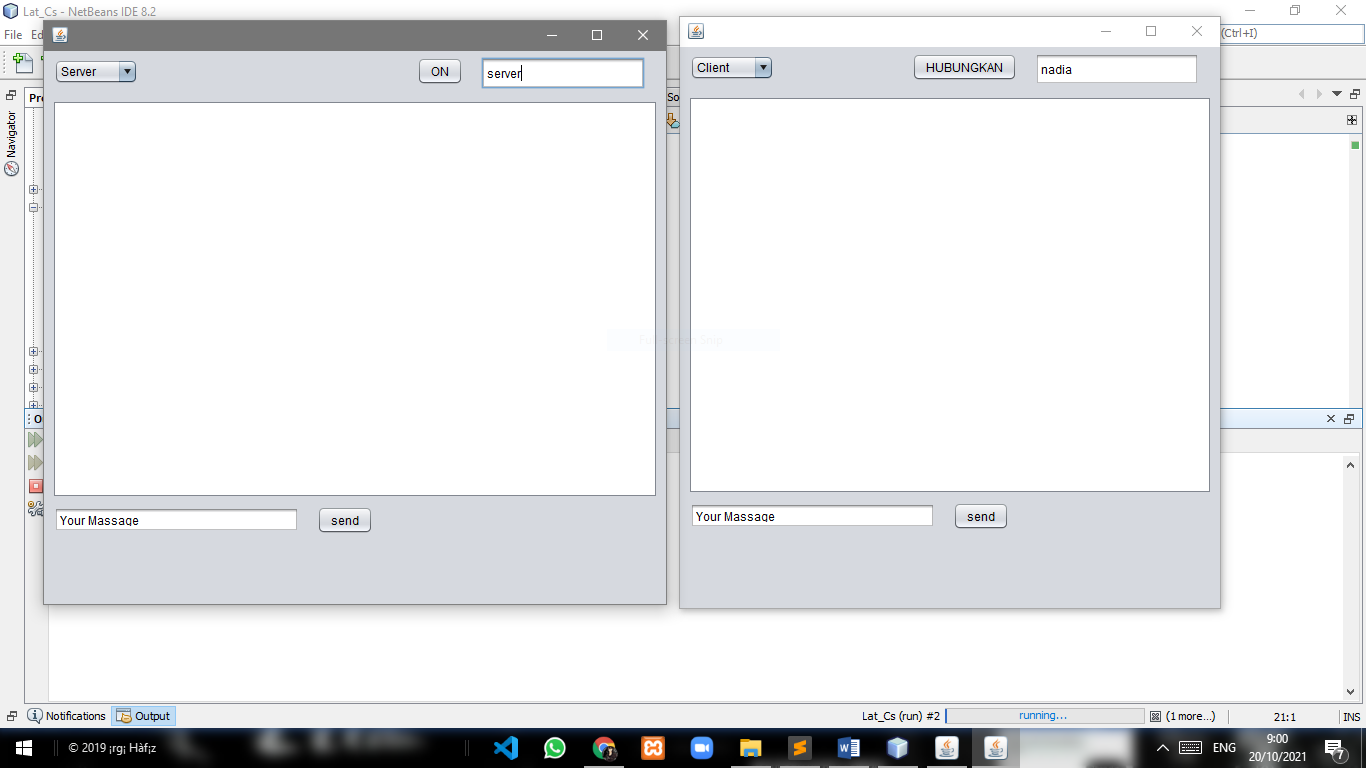 Lat_Cs - NetBeans IDE 8.2
File
(Ctrl+I)
Server
ON
server
Client
HUBUNGKAN
nadia
Navigator
Your Massage
send
Your Massage
send
Notifications
Output
Lat_Cs (run) #2
running...
(1 more...)
21:1
INS
© 2019 ¡rg¡ Hàf¡z
ENG
9:00
20/10/2021
7